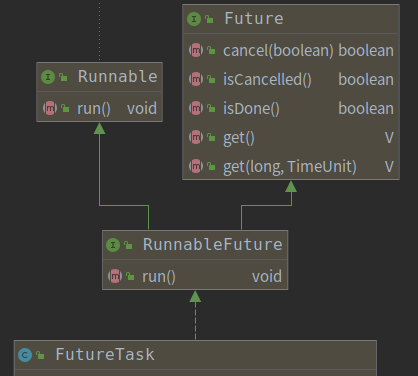 Future
cancel(boolean) boolean
isCancelled() boolean
isDone() boolean
get() V
get(long, TimeUnit) V
Runnable
run() void
RunnableFuture
run() void
FutureTask